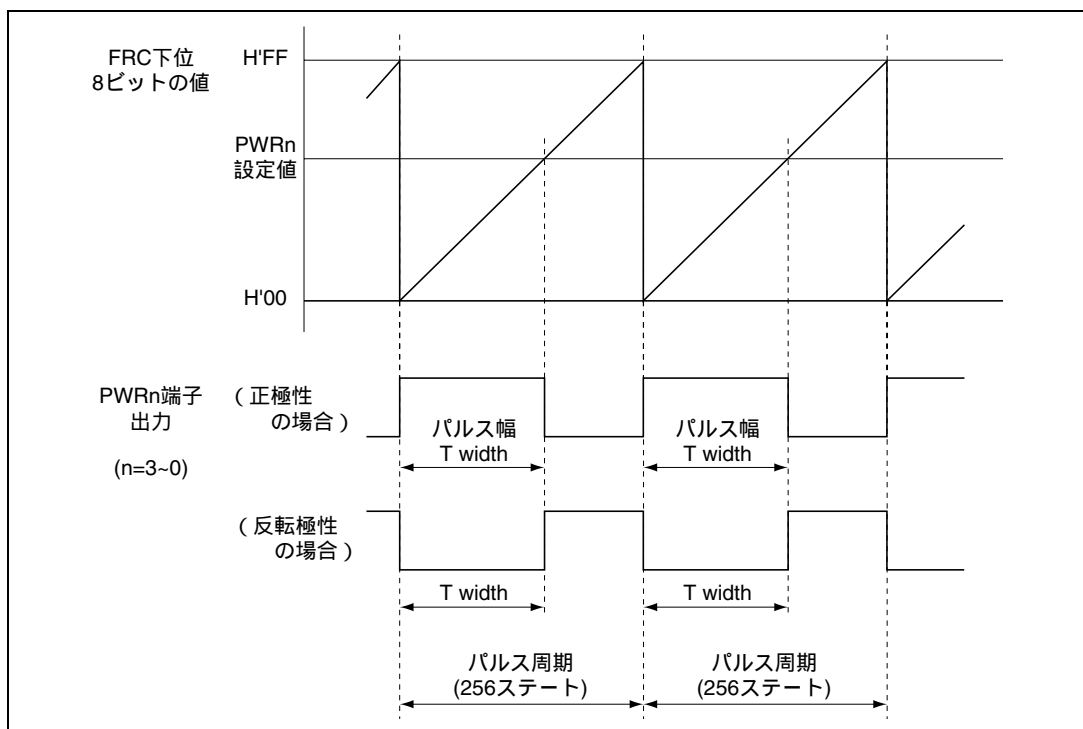 FRC下位
8ビットの値
H'FF
PWRn
設定値
H'00
PWRn端子
出力
(n=3~0)
(正極性
の場合)
パルス幅
T width
パルス幅
T width
(反転極性
の場合)
T width
T width
パルス周期
(256ステート)
パルス周期
(256ステート)